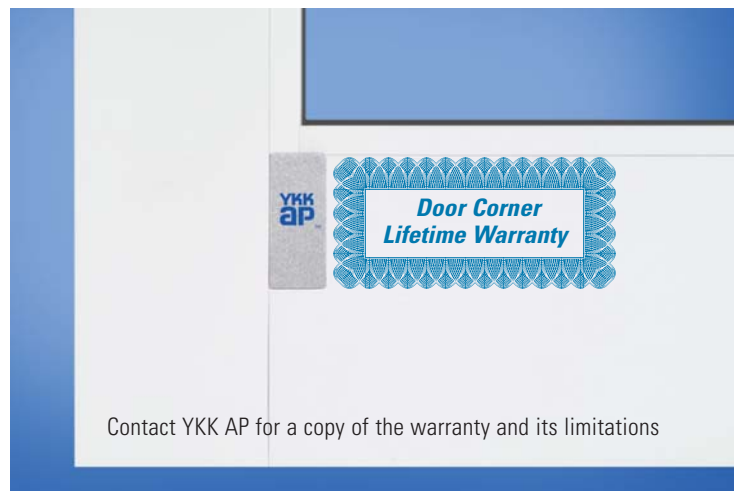 YKK
ap
Door Corner
Lifetime Warranty
Contact YKK AP for a copy of the warranty and its limitations